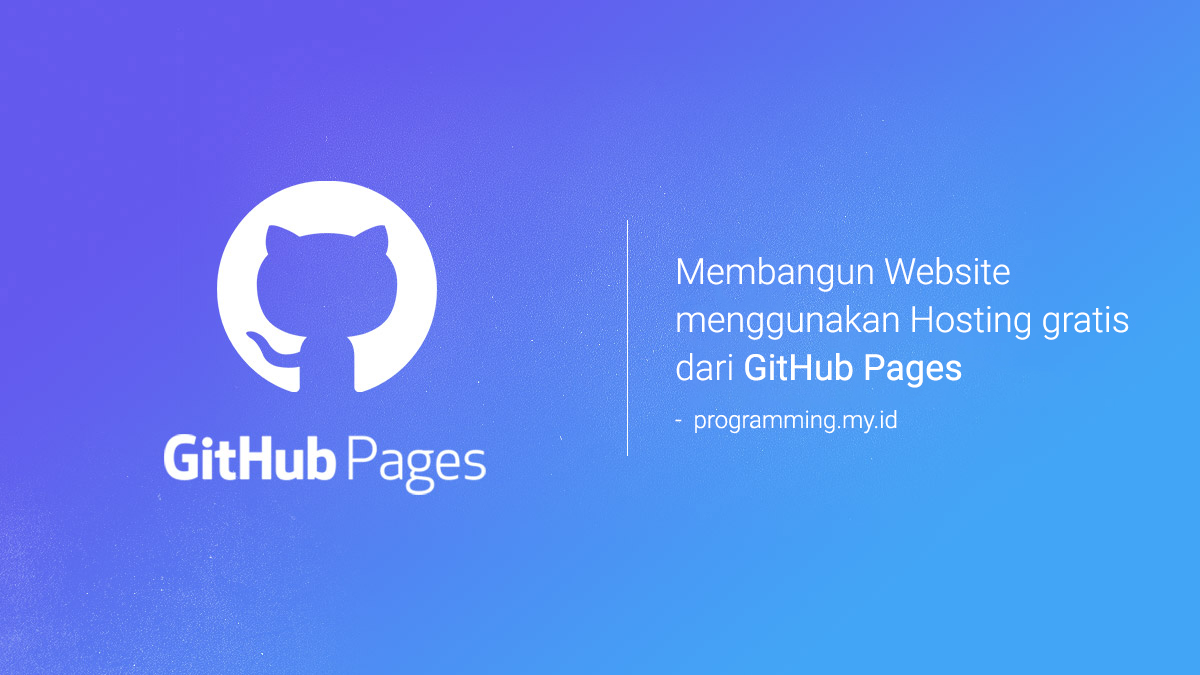 GitHub Pages
Membangun Website
menggunakan Hosting gratis
dari GitHub Pages
- programming.my.id